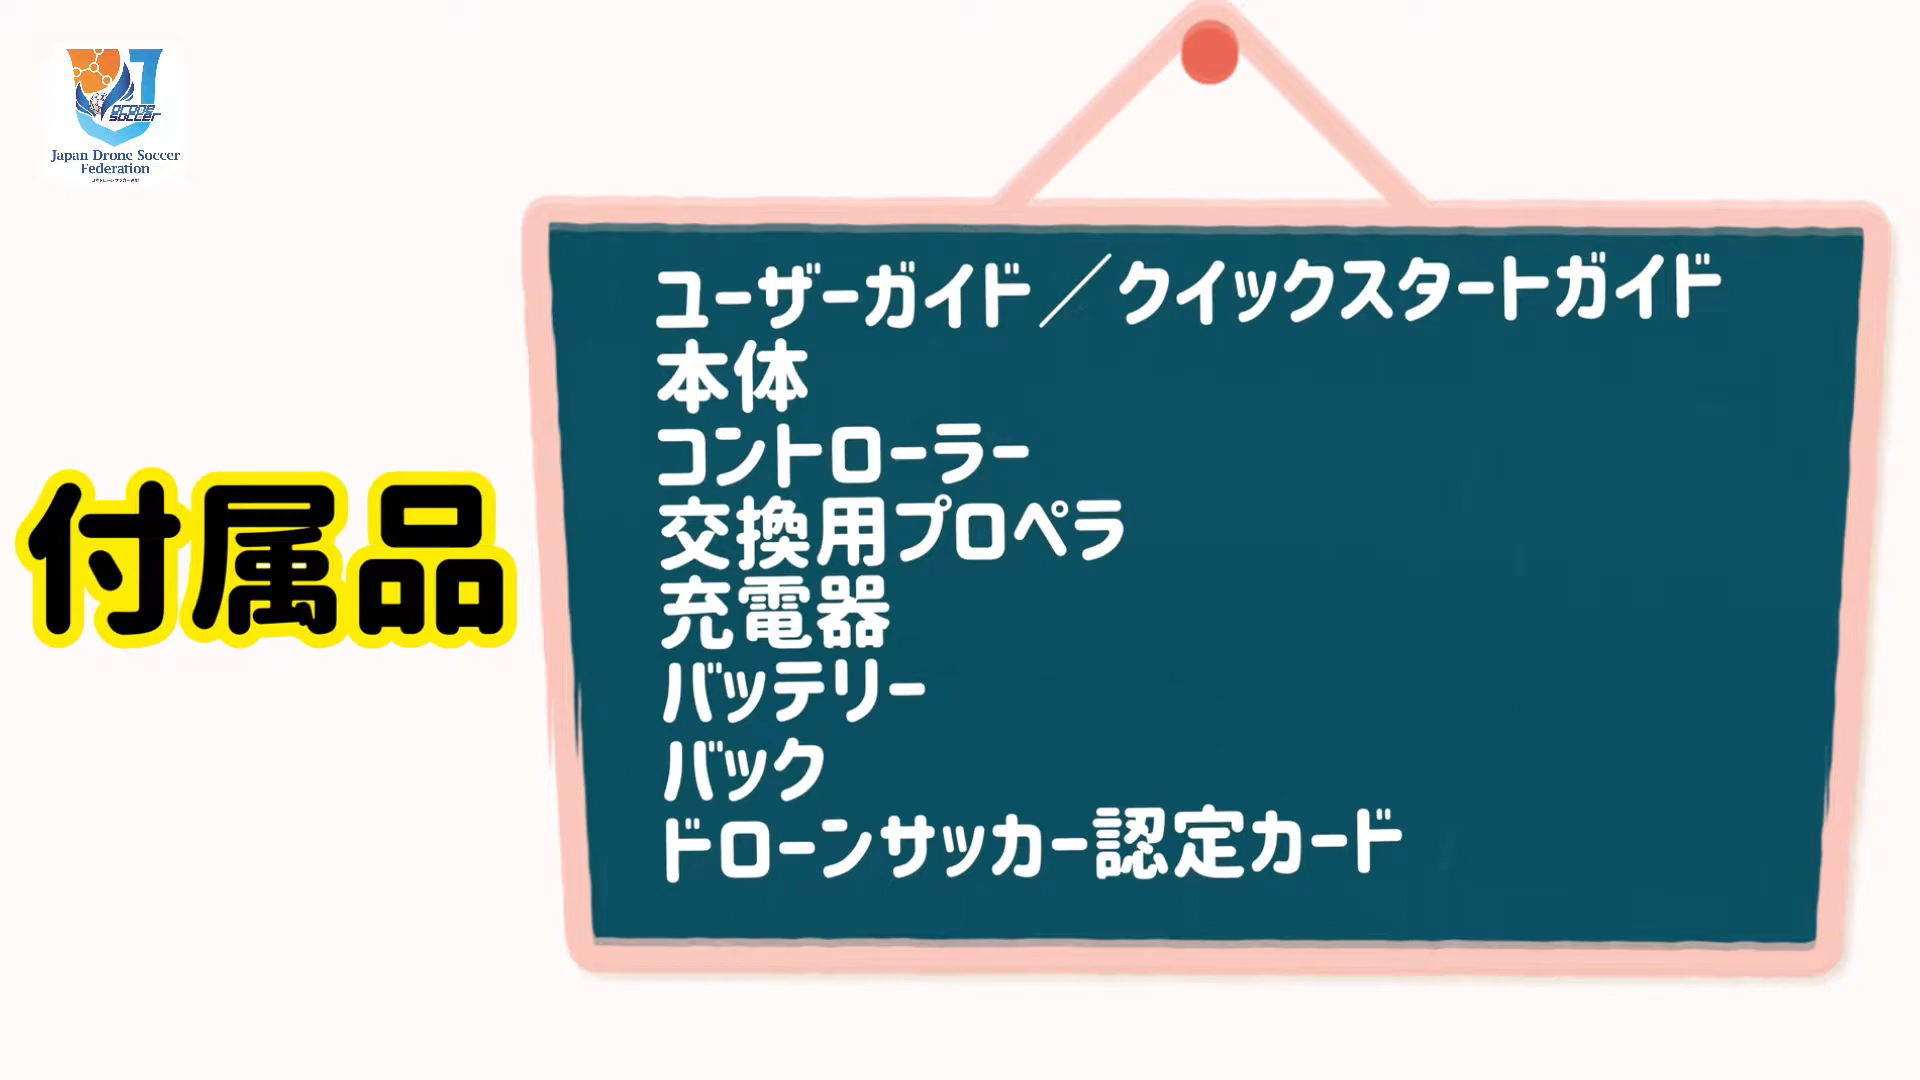 DRONE
soccer
Japan Drone Soccer
Federation
付属品
ユーザーガイド／クイックスタートガイド
本体
コントローラー
交換用プロペラ
充電器
バッテリー
バック
ドローンサッカー認定カード